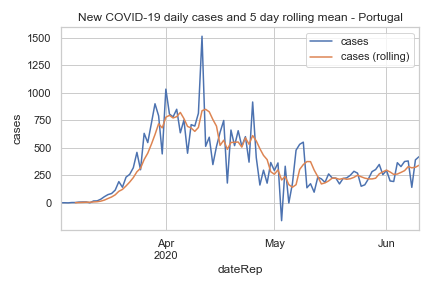 New COVID-19 daily cases and 5 day rolling mean - Portugal
cases
cases (rolling)
1500
1250
1000
750
500
250
0
cases
Apr
2020
May
Jun
dateRep